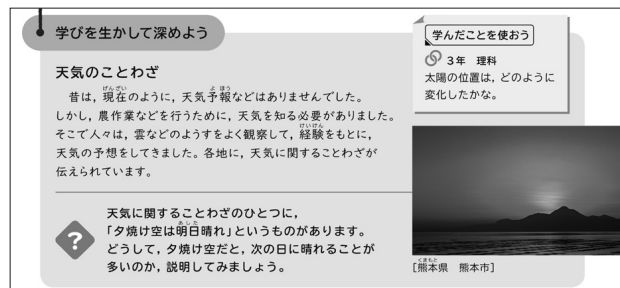 学びを生かして深めよう
天気のことわざ
昔は，現在のように，天気予報などはありませんでした。
しかし，農作業などを行うために，天気を知る必要がありました。
そこで人々は，雲などのようすをよく観察して，経験をもとに，
天気の予想をしてきました。各地に，天気に関することわざが
伝えられています。
?
天気に関することわざのひとつに，
「夕焼け空は明日晴れ」というものがあります。
どうして，夕焼け空だと，次の日に晴れることが
多いのか，説明してみましょう。
学んだことを使おう
3年 理科
太陽の位置は，どのように
変化したかな。
［熊本県 熊本市］